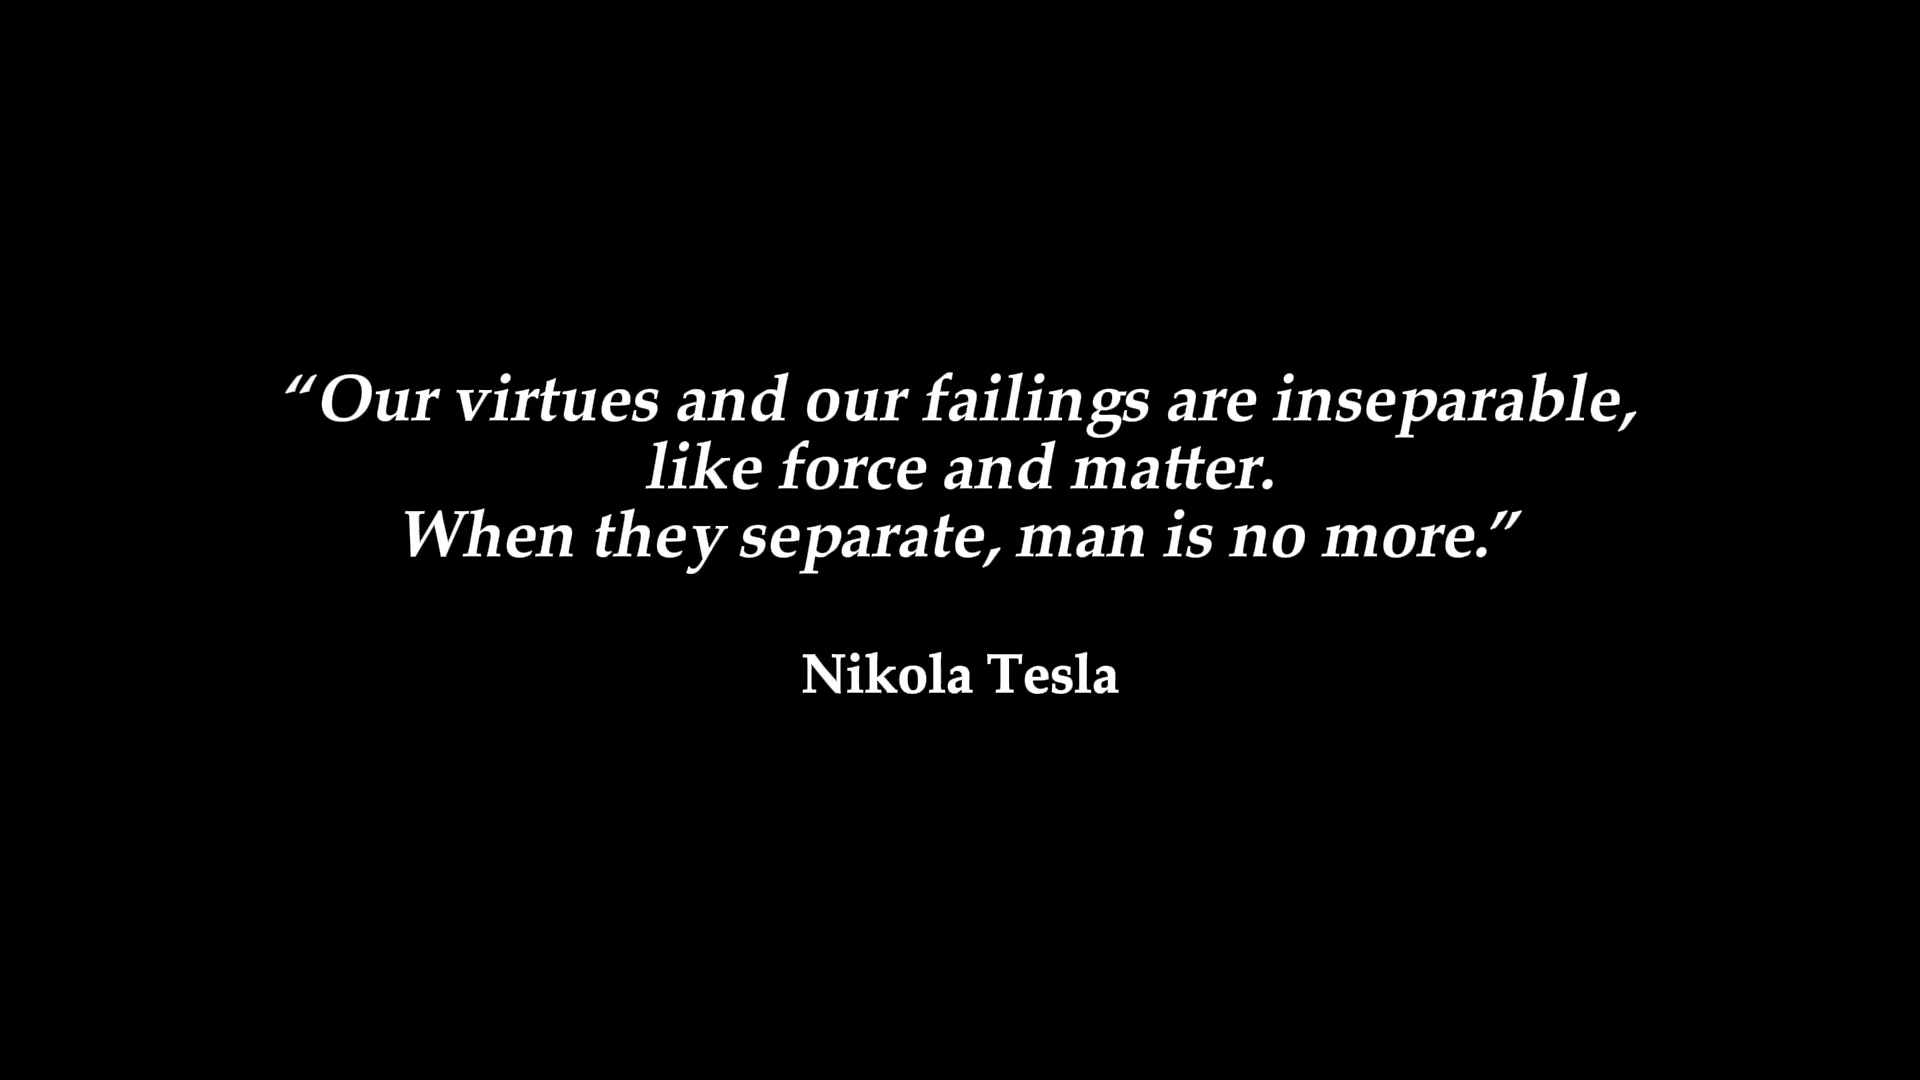 “Our virtues and our failings are inseparable,
like force and matter.
When they separate, man is no more.”
Nikola Tesla